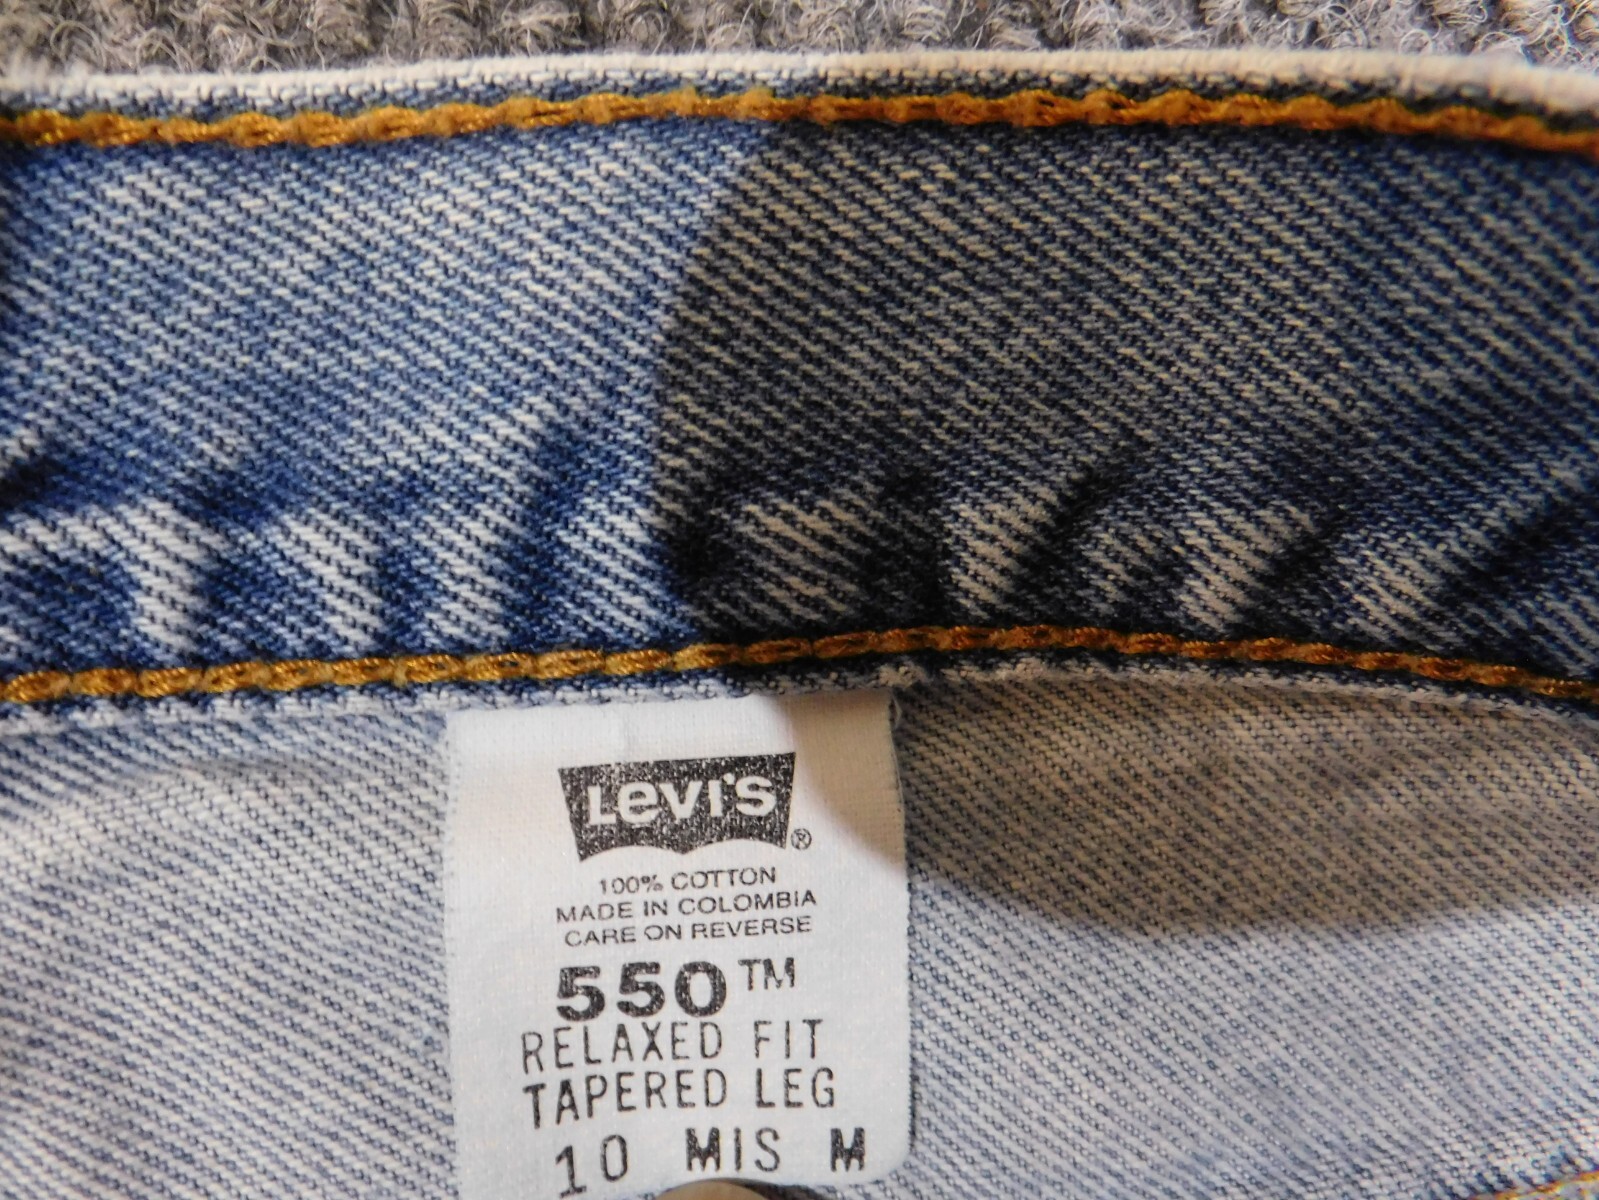 Levi's®
100% COTTON
MADE IN COLOMBIA
CARE ON REVERSE
550™
RELAXED FIT
TAPERED LEG
10 MIS M